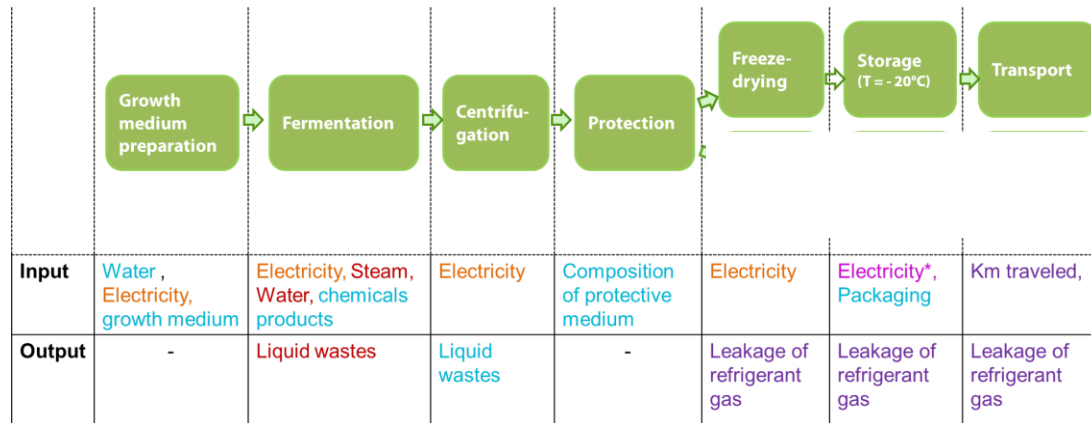 Growth
medium
preparation
Fermentation
Centrifu-
gation
Protection
Freeze-
drying
Storage
(T = - 20°C)
Transport
Input
Water ,
Electricity,
growth medium
Electricity, Steam,
Water, chemicals
products
Electricity
Composition
of protective
medium
Electricity
Electricity*,
Packaging
Km traveled,
Output
-
Liquid wastes
Liquid
wastes
-
Leakage of
refrigerant
gas
Leakage of
refrigerant
gas
Leakage of
refrigerant
gas